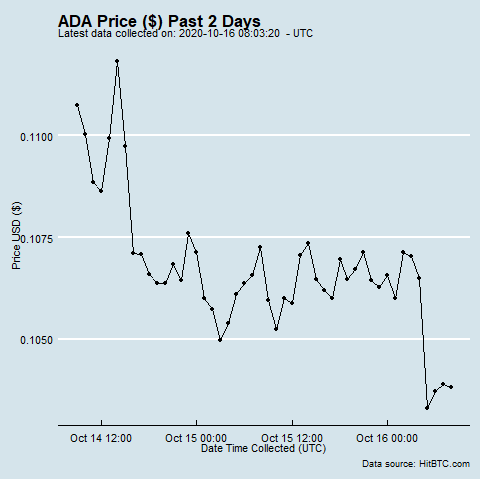 ADA Price ($) Past 2 Days
Latest data collected on: 2020-10-16 08:03:20 - UTC
0.1100
0.1075
0.1050
Price USD ($)
Oct 14 12:00
Oct 15 00:00
Oct 15 12:00
Oct 16 00:00
Date Time Collected (UTC)
Data source: HitBTC.com